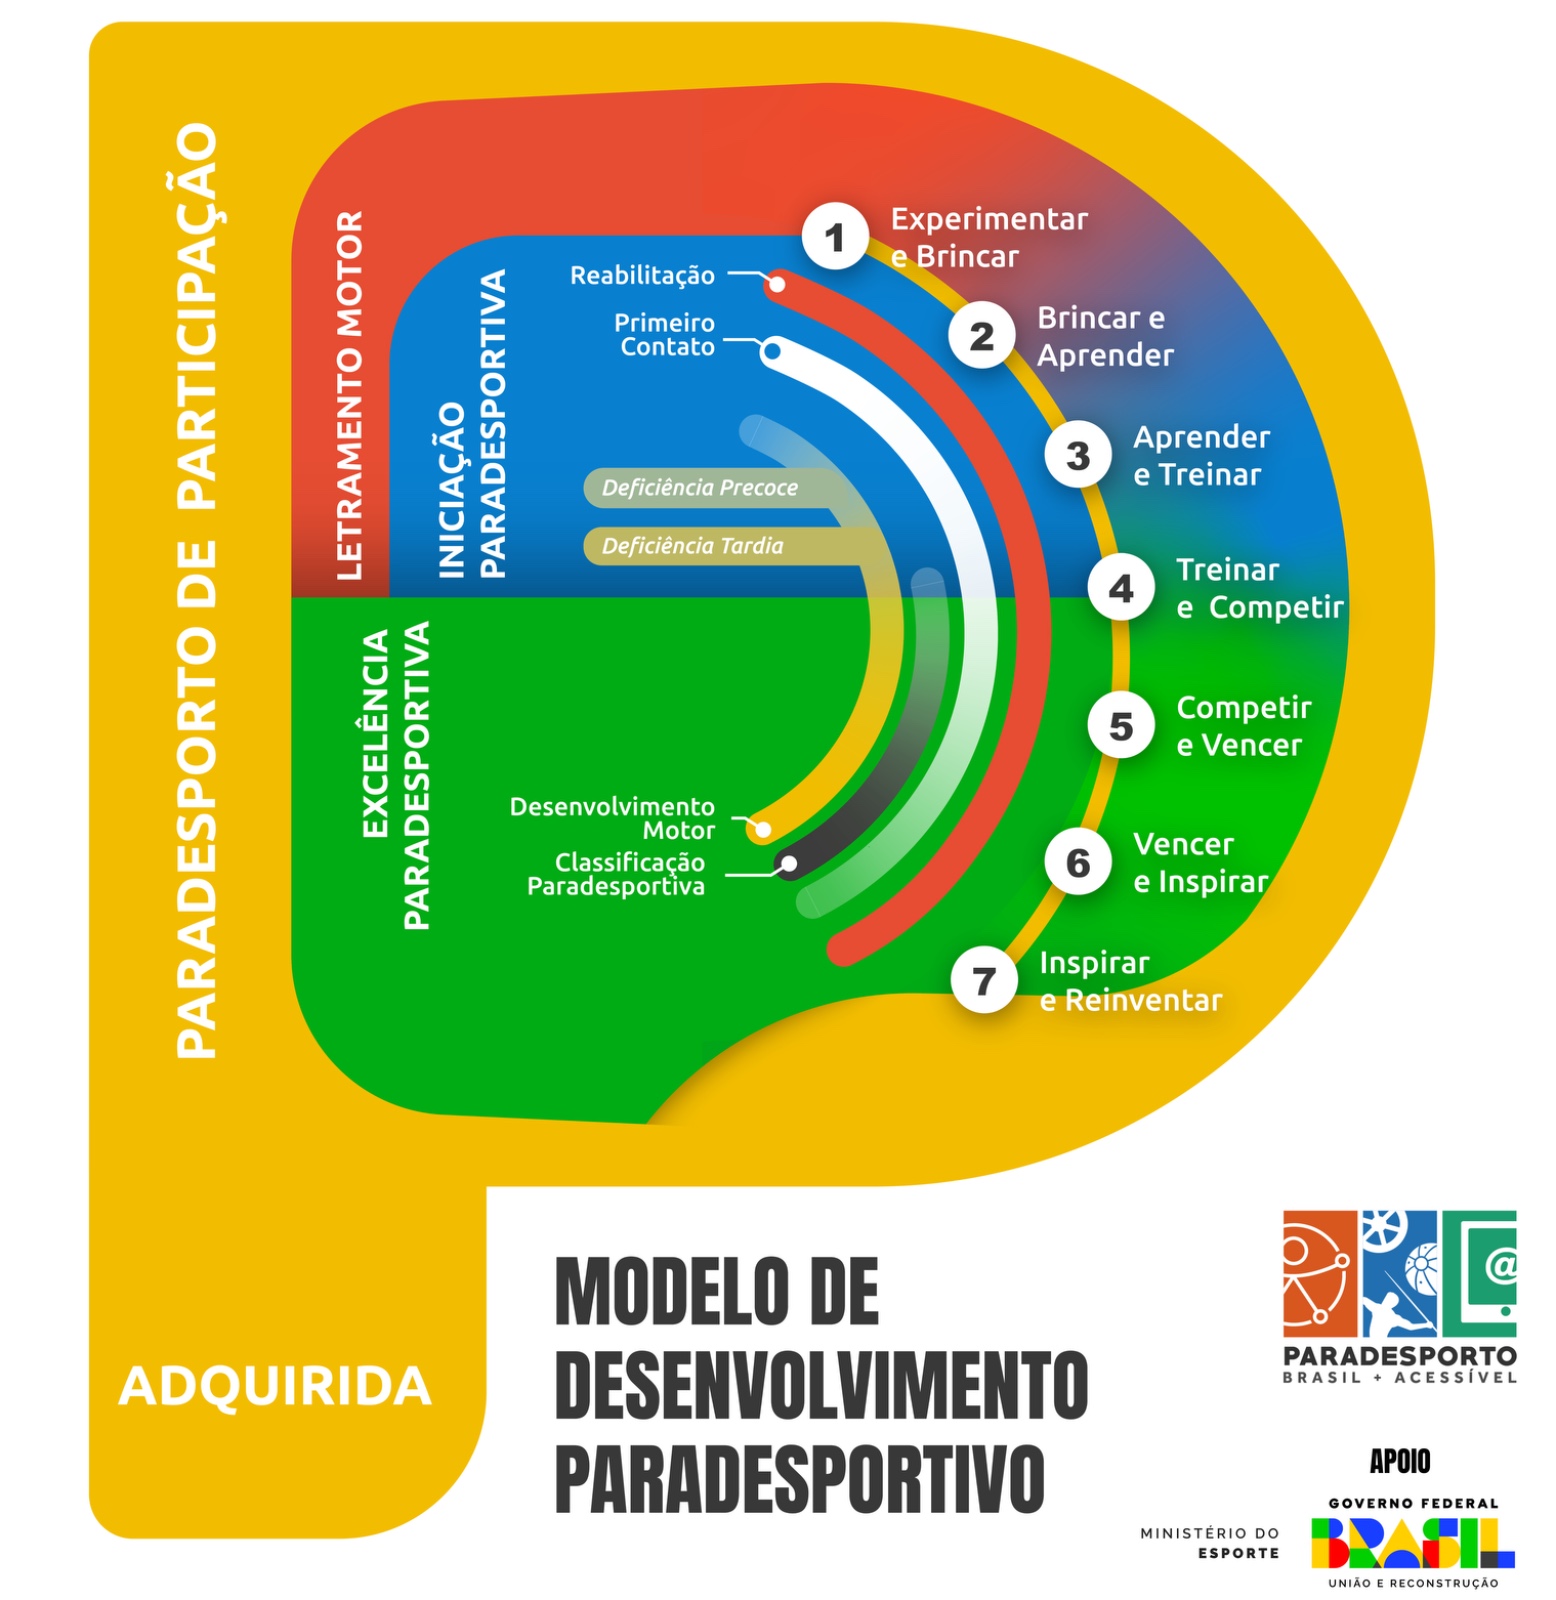 PARADESPORTO DE PARTICIPAÇÃO
LETRAMENTO MOTOR
INICIAÇÃO
PARADESPORTIVA
EXCELÊNCIA
PARADESPORTIVA
Reabilitação
Primeiro
Contato
Deficiência Precoce
Deficiência Tardia
Desenvolvimento
Motor
Classificação
Paradesportiva
1
Experimentar
e Brincar
2
Brincar e
Aprender
3
Aprender
e Treinar
4
Treinar
e Competir
5
Competir
e Vencer
6
Vencer
e Inspirar
7
Inspirar
e Reinventar
ADQUIRIDA
MODELO DE
DESENVOLVIMENTO
PARADESPORTIVO
@
PARADESPORTO
BRASIL + ACESSÍVEL
APOIO
MINISTÉRIO DO
ESPORTE
GOVERNO FEDERAL
BRASIL
UNIÃO E RECONSTRUÇÃO